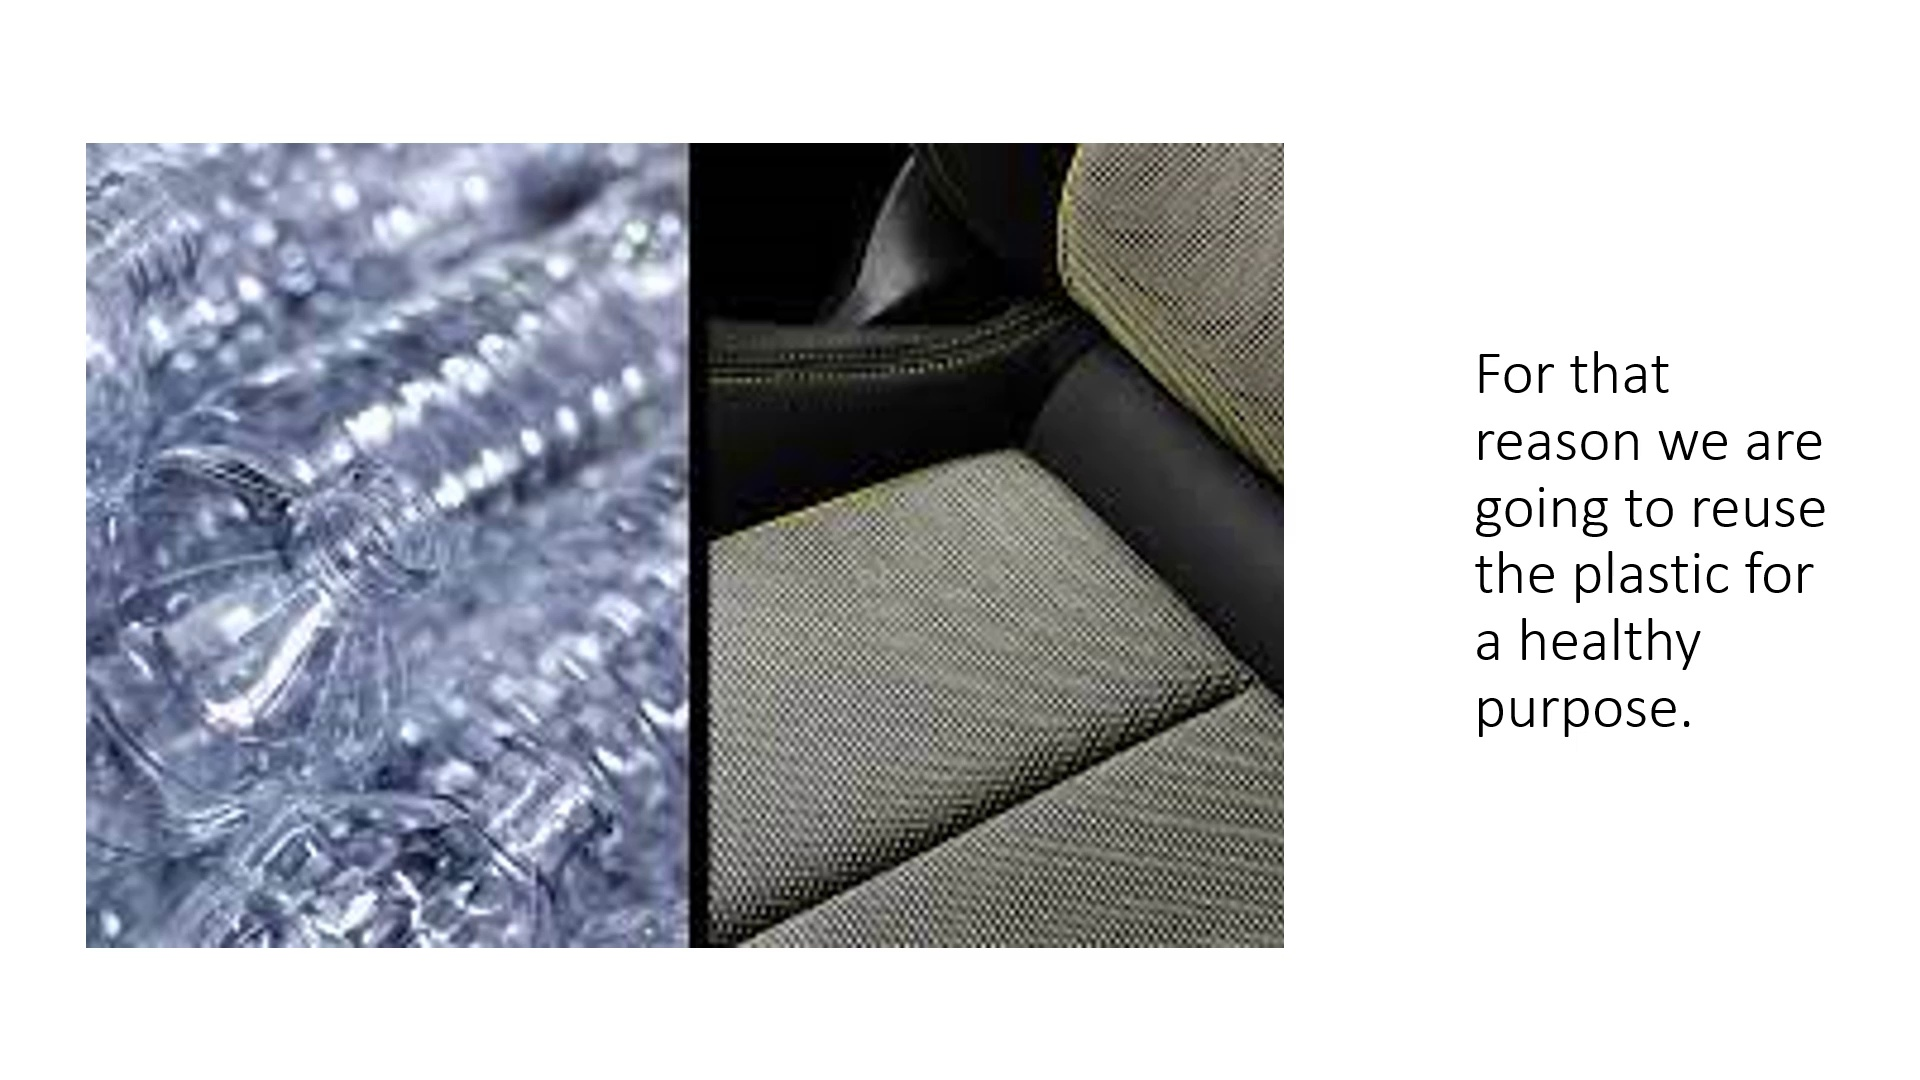 For that
reason we are
going to reuse
the plastic for
a healthy
purpose.